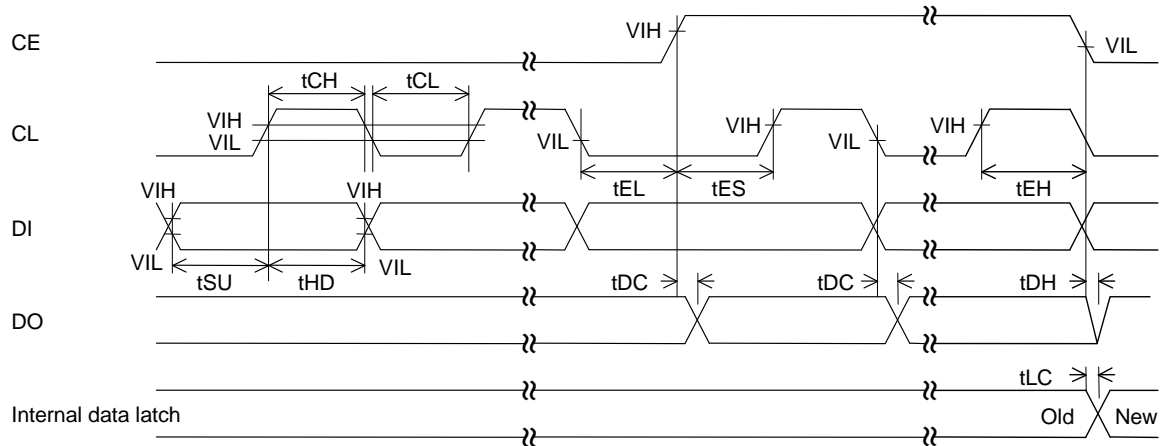 CE
VIH
VIL
tCH
tCL
CL
VIH
VIL
VIL
VIH
VIL
VIH
tEL
tES
tEH
VIH
VIH
DI
VIL
VIL
tSU
tHD
tDC
tDC
tDH
DO
tLC
Internal data latch
Old
New